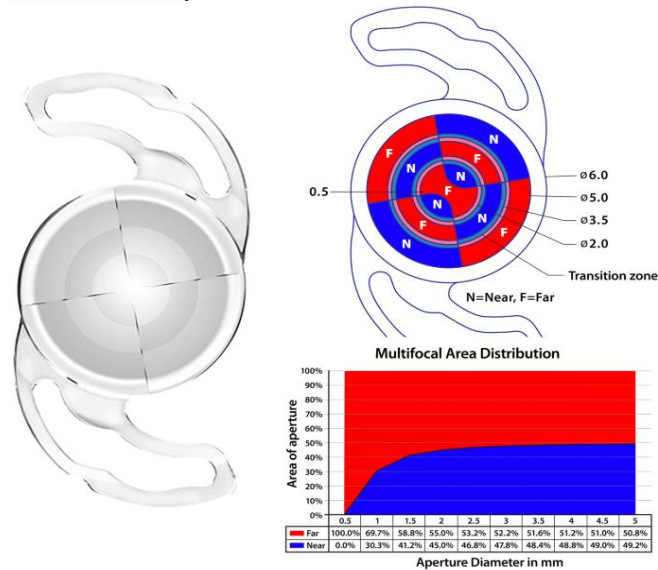 F
N
N
F
N
F
N
N
F
F
N
0.5
ø6.0
ø5.0
ø3.5
ø2.0
Transition zone
N=Near, F=Far
Multifocal Area Distribution
Area of aperture
100%
90%
80%
70%
60%
50%
40%
30%
20%
10%
0%
0.5 1 1.5 2 2.5 3 3.5 4 4.5 5
Far 100.0% 69.7% 58.8% 55.0% 53.2% 52.2% 51.6% 51.2% 51.0% 50.8%
Near 0.0% 30.3% 41.2% 45.0% 46.8% 47.8% 48.4% 48.8% 49.0% 49.2%
Aperture Diameter in mm